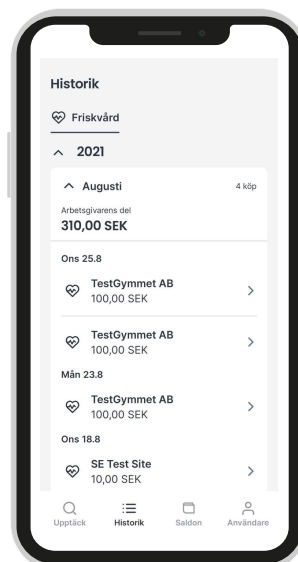 Historik
Friskvård
2021
Augusti 4 köp
Arbetsgivarens del
310,00 SEK
Ons 25.8
TestGymmet AB
100,00 SEK
TestGymmet AB
100,00 SEK
Mån 23.8
TestGymmet AB
100,00 SEK
Ons 18.8
SE Test Site
10,00 SEK
Upptäck Historik Saldon Användare